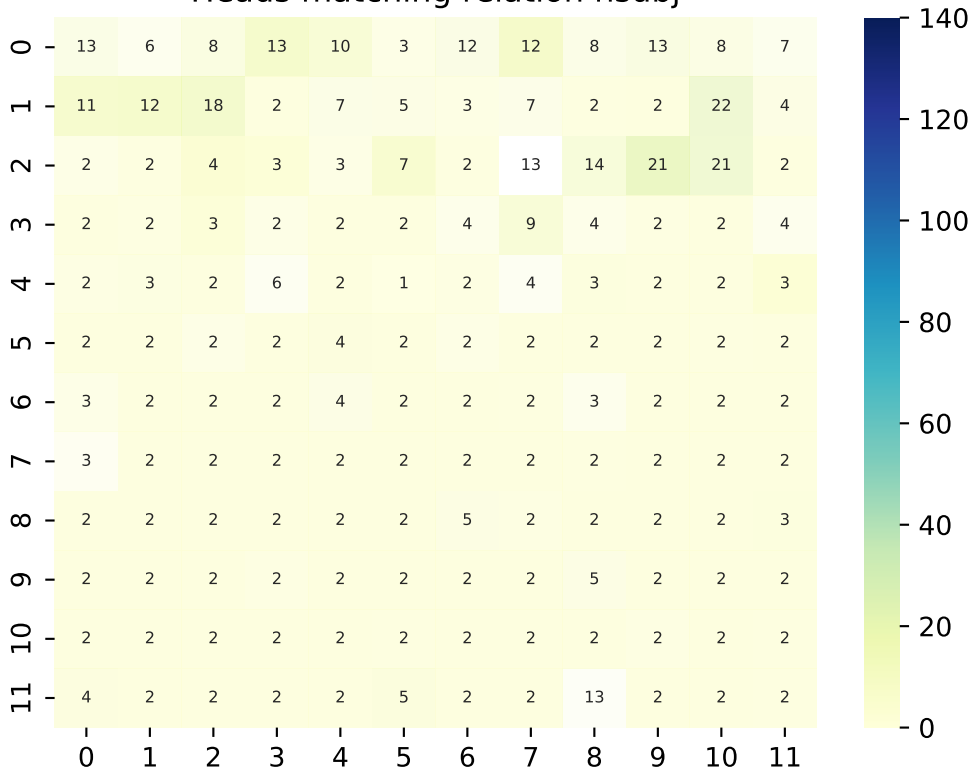 Heads matching relation nsubj
0 13 6 8 13 10 3 12 12 8 13 8 7
1 11 12 18 2 7 5 3 7 2 2 22 4
2 2 2 4 3 3 7 2 13 14 21 21 2
3 2 2 3 2 2 2 4 9 4 2 2 4
4 2 3 2 6 2 1 2 4 3 2 2 3
5 2 2 2 2 4 2 2 2 2 2 2 2
6 3 2 2 2 4 2 2 2 3 2 2 2
7 3 2 2 2 2 2 2 2 2 2 2 2
8 2 2 2 2 2 2 5 2 2 2 2 3
9 2 2 2 2 2 2 2 2 5 2 2 2
10 2 2 2 2 2 2 2 2 2 2 2 2
11 4 2 2 2 2 5 2 2 13 2 2 2
0 1 2 3 4 5 6 7 8 9 10 11
140
120
100
80
60
40
20
0